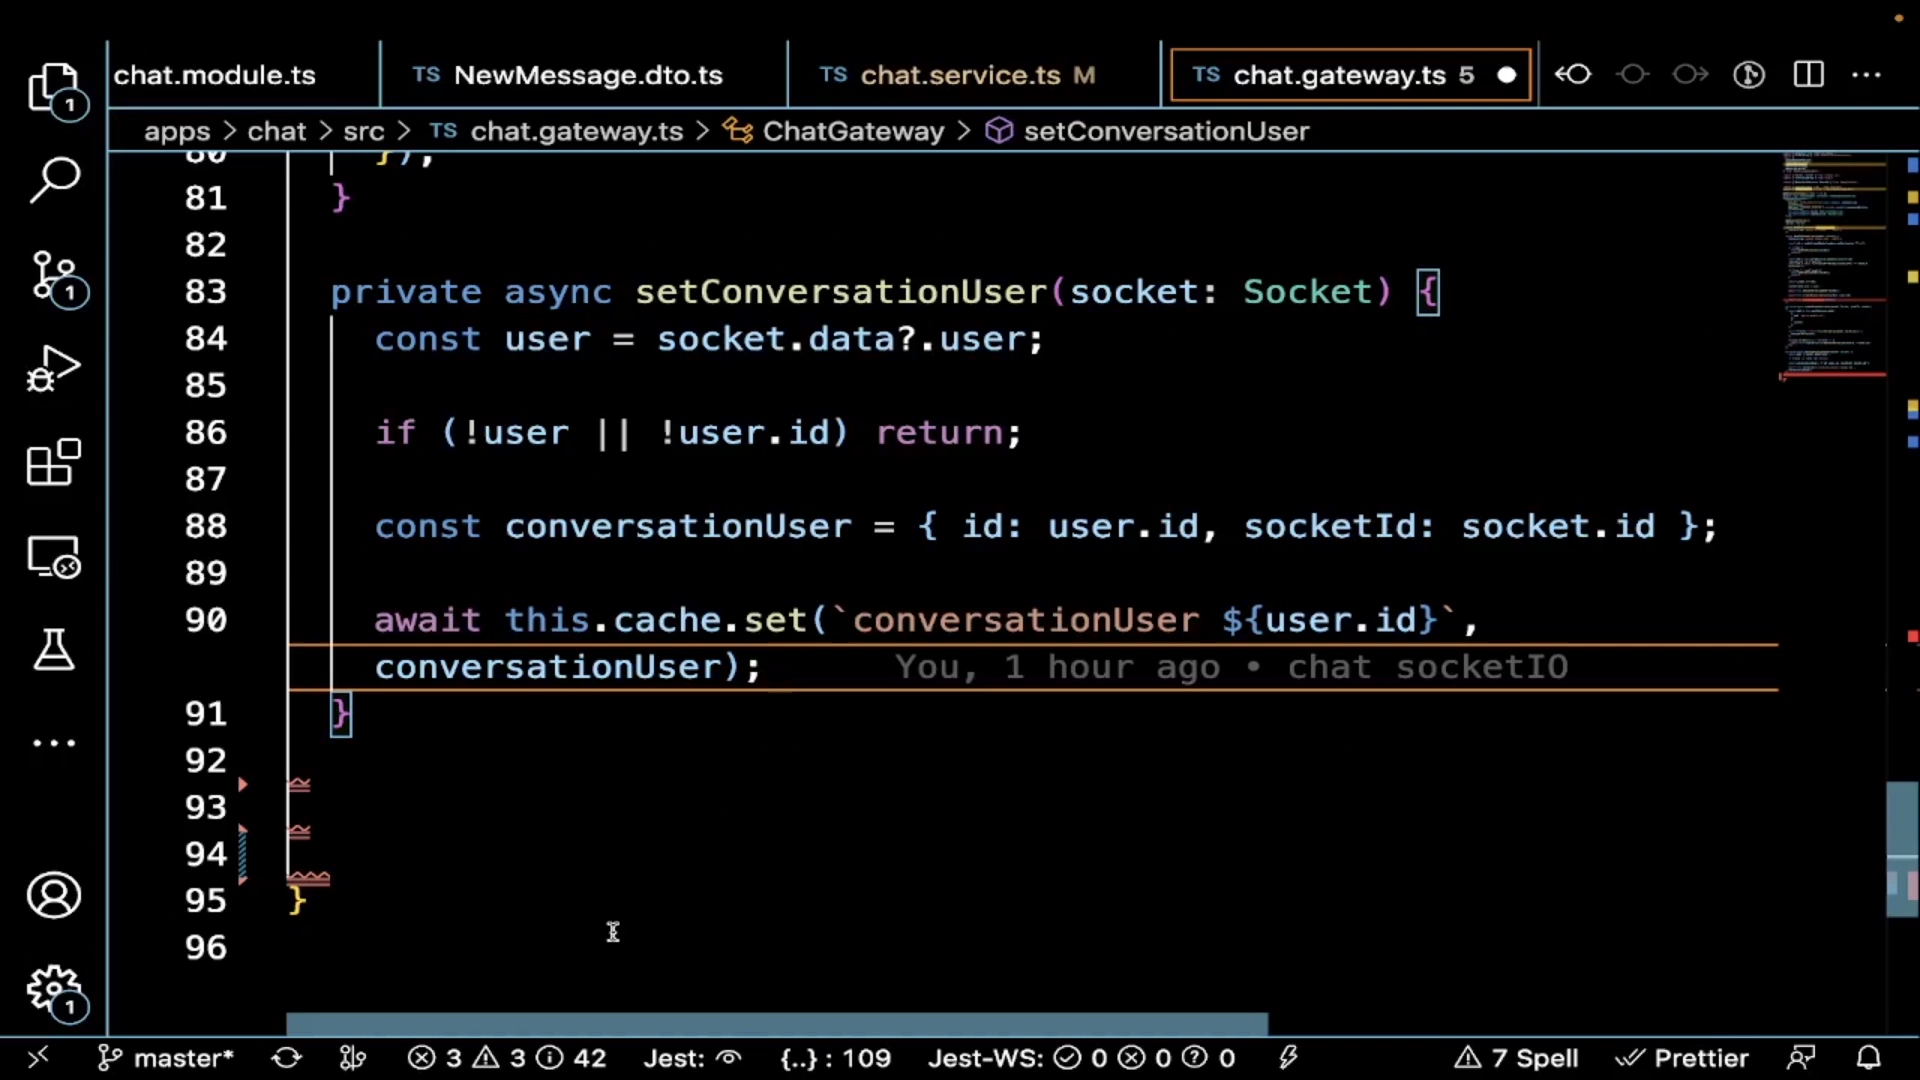 chat.module.ts TS NewMessage.dto.ts TS chat.service.ts M TS chat.gateway.ts 5
apps > chat > src > TS chat.gateway.ts > ChatGateway > setConversationUser
80 });
81 }
82
83 private async setConversationUser(socket: Socket) {
84 const user = socket.data?.user;
85
86 if (!user || !user.id) return;
87
88 const conversationUser = { id: user.id, socketId: socket.id };
89
90 await this.cache.set(`conversationUser ${user.id}`,
conversationUser); You, 1 hour ago • chat socketIO
91 }
92
93
94
95 }
96
1
1
1
master* 3 3 42 Jest: {..} : 109 Jest-WS: 0 0 0 7 Spell Prettier